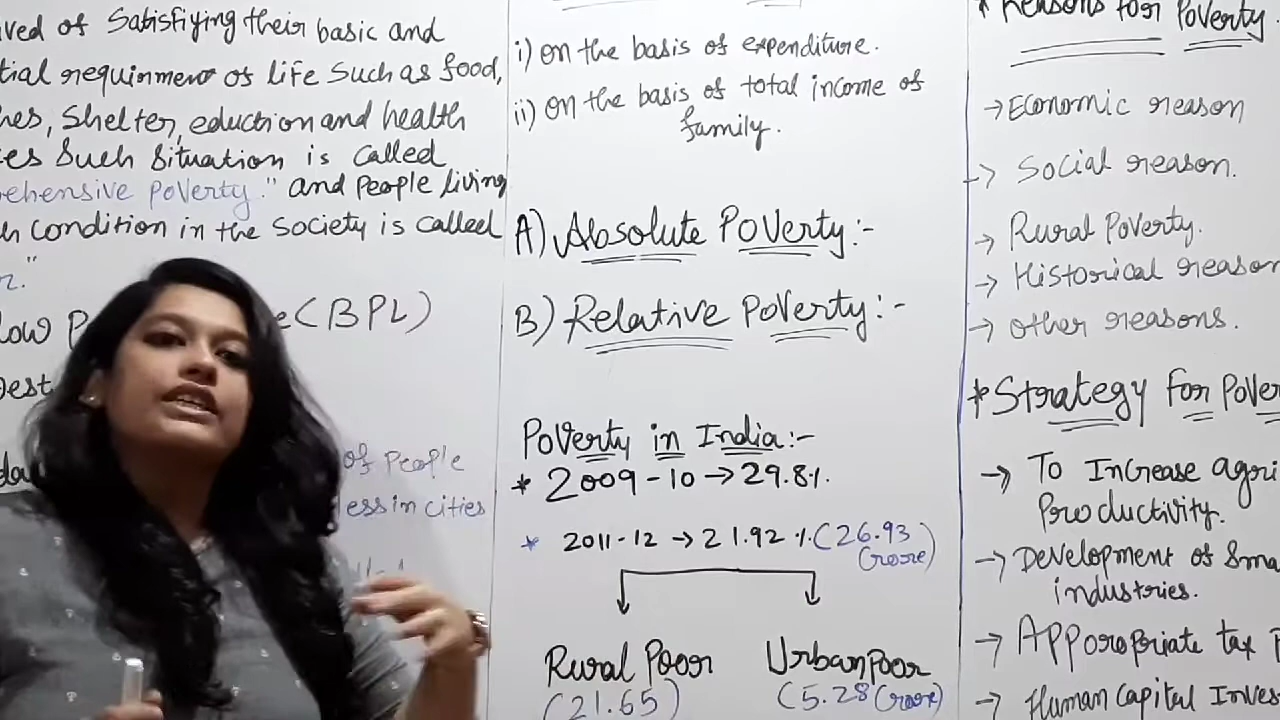 ved of Satisfiying their basic and
tial requirment of life Such as food,
hes, Shelter, eduction and health
es Such Situation is called
ehensive Poverty." and People living
h condition in the Society is called
r."
low P e (BPL)
of People
less in cities
i) on the basis of expenditure.
ii) on the basis of total income of
family.
A) Absolute Poverty:-
B) Relative Poverty:-
Poverty in India:-
* 2009-10 → 29.8%.
* 2011-12 → 21.92 % (26.93
Crore)
Rural Poor Urban poor
(21.65) (5.28 Crore)
* Reasons for Poverty
→ Economic reason
→ Social reason.
→ Rural Poverty.
→ Historical reason
→ other reasons.
* Strategy for Pover
→ To Increase agri
Productivity.
→ Development of Sma
industries.
→ Apporopriate tax P
→ Human Capital Inves